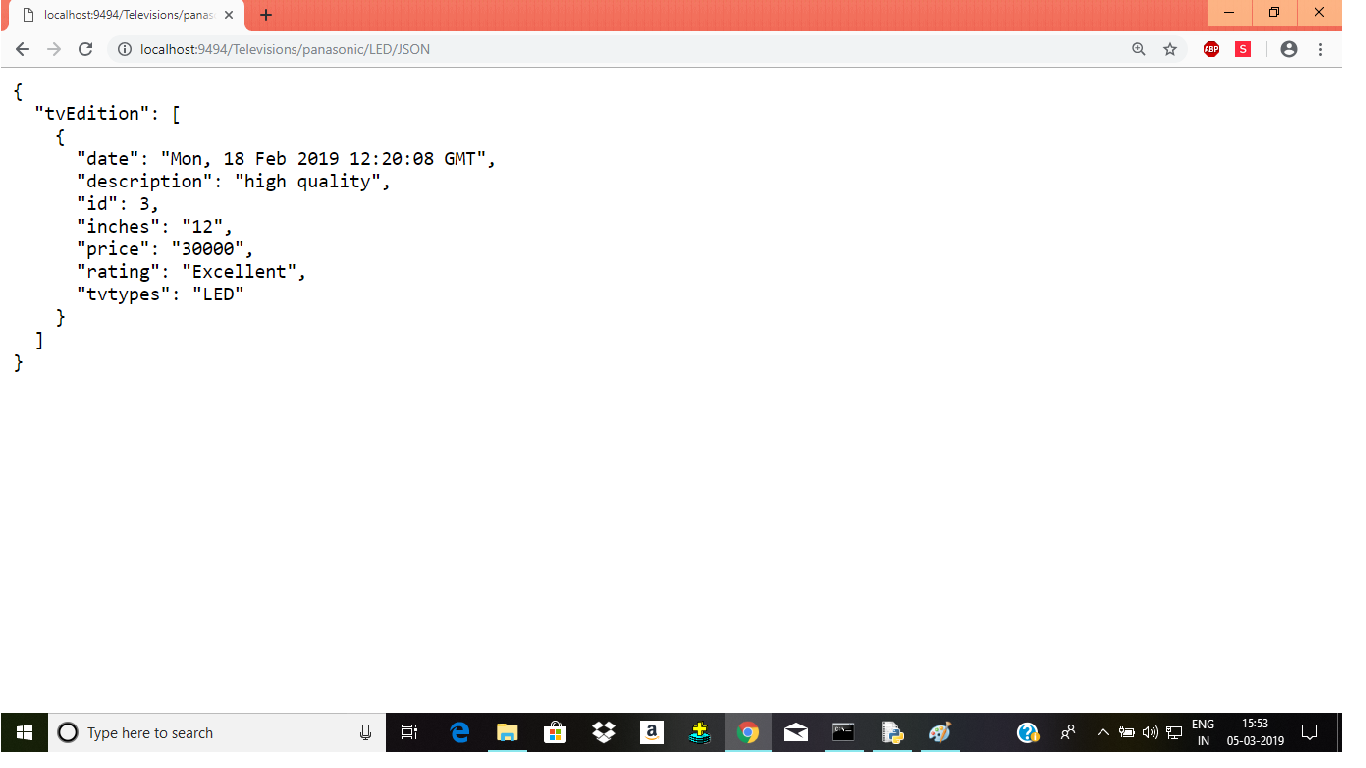 localhost:9494/Televisions/panas
localhost:9494/Televisions/panasonic/LED/JSON
ABP
S
{
  "tvEdition": [
    {
      "date": "Mon, 18 Feb 2019 12:20:08 GMT",
      "description": "high quality",
      "id": 3,
      "inches": "12",
      "price": "30000",
      "rating": "Excellent",
      "tvtypes": "LED"
    }
  ]
}
Type here to search
ENG
IN
15:53
05-03-2019